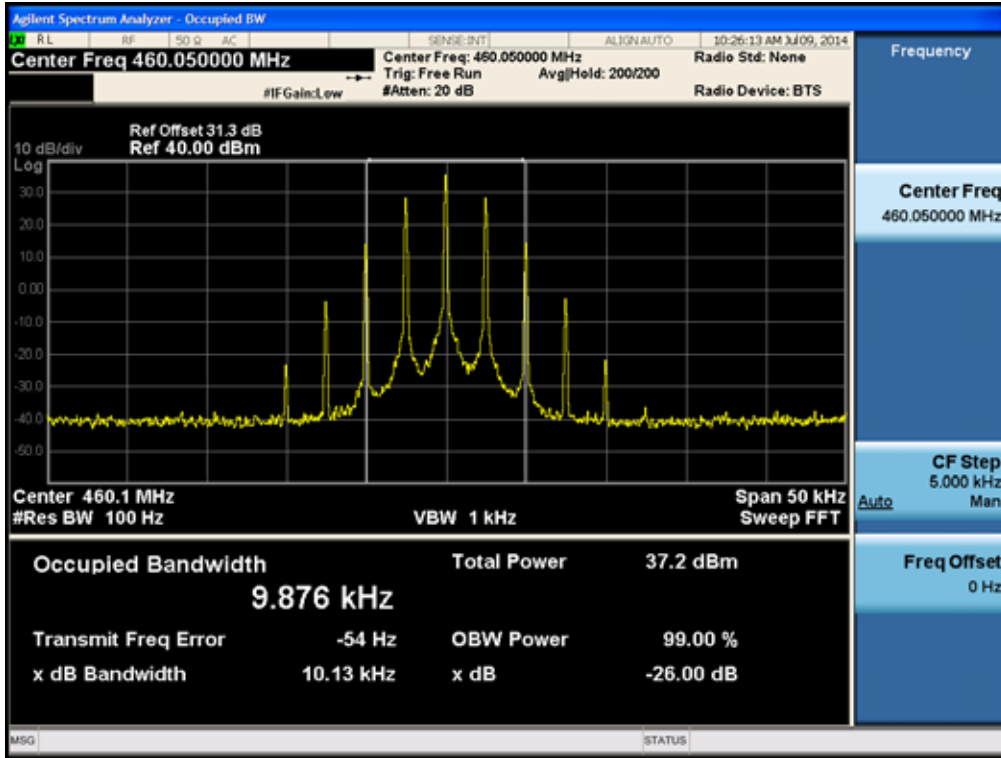 Agilent Spectrum Analyzer - Occupied BW
RL RF 50 Ω AC SENSE:INT ALIGN AUTO 10:26:13 AM Jul 09, 2014
Center Freq 460.050000 MHz
Center Freq: 460.050000 MHz
Radio Std: None
Trig: Free Run Avg|Hold: 200/200
#IFGain:Low
#Atten: 20 dB
Radio Device: BTS
Ref Offset 31.3 dB
10 dB/div Ref 40.00 dBm
Log
30.0
20.0
10.0
0.00
-10.0
-20.0
-30.0
-40.0
-50.0
Center 460.1 MHz Span 50 kHz
#Res BW 100 Hz VBW 1 kHz Sweep FFT
Occupied Bandwidth Total Power 37.2 dBm
9.876 kHz
Transmit Freq Error -54 Hz OBW Power 99.00 %
x dB Bandwidth 10.13 kHz x dB -26.00 dB
MSG STATUS
Frequency
Center Freq
460.050000 MHz
CF Step
5.000 kHz
Auto Man
Freq Offset
0 Hz